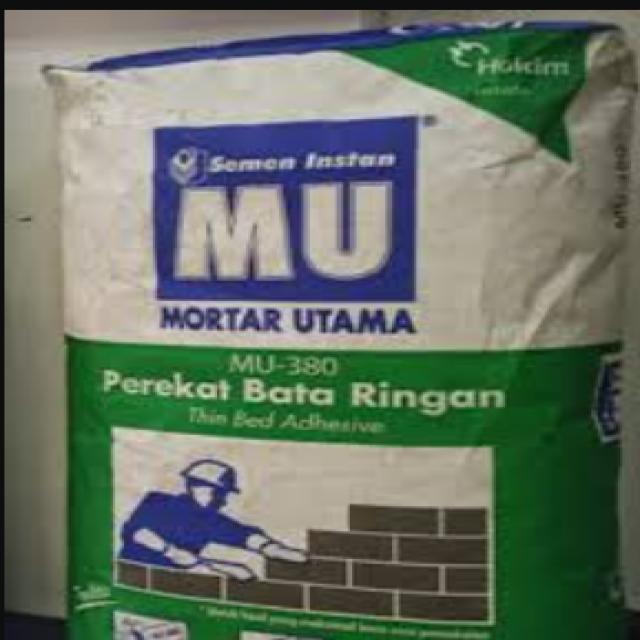 Holcim
Semen Instan
MU
MORTAR UTAMA
MU-380
Perekat Bata Ringan
Thin Bed Adhesive